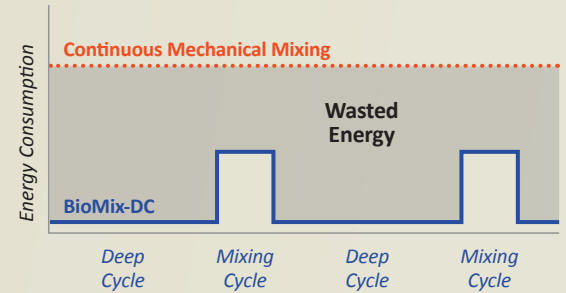 Energy Consumption
Continuous Mechanical Mixing
Wasted
Energy
BioMix-DC
Deep
Cycle
Mixing
Cycle
Deep
Cycle
Mixing
Cycle